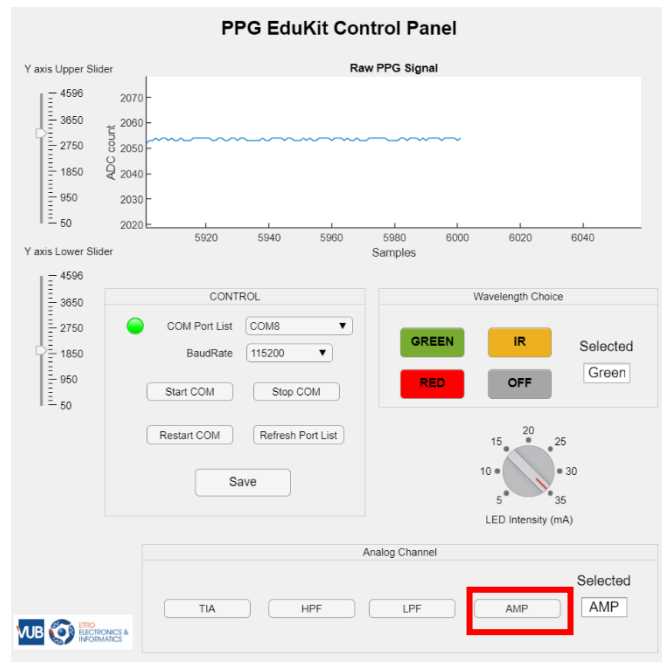 PPG EduKit Control Panel
Y axis Upper Slider
4596
3650
2750
1850
950
50
Raw PPG Signal
ADC count
2070
2060
2050
2040
2030
2020
5920 5940 5960 5980 6000 6020 6040
Samples
Y axis Lower Slider
4596
3650
2750
1850
950
50
CONTROL
COM Port List COM8
BaudRate 115200
Start COM Stop COM
Restart COM Refresh Port List
Save
Wavelength Choice
GREEN IR
RED OFF
Selected
Green
5 10 15 20 25 30 35
LED Intensity (mA)
Analog Channel
TIA HPF LPF AMP
Selected
AMP
VUB
ETRO
ELECTRONICS &
INFORMATICS